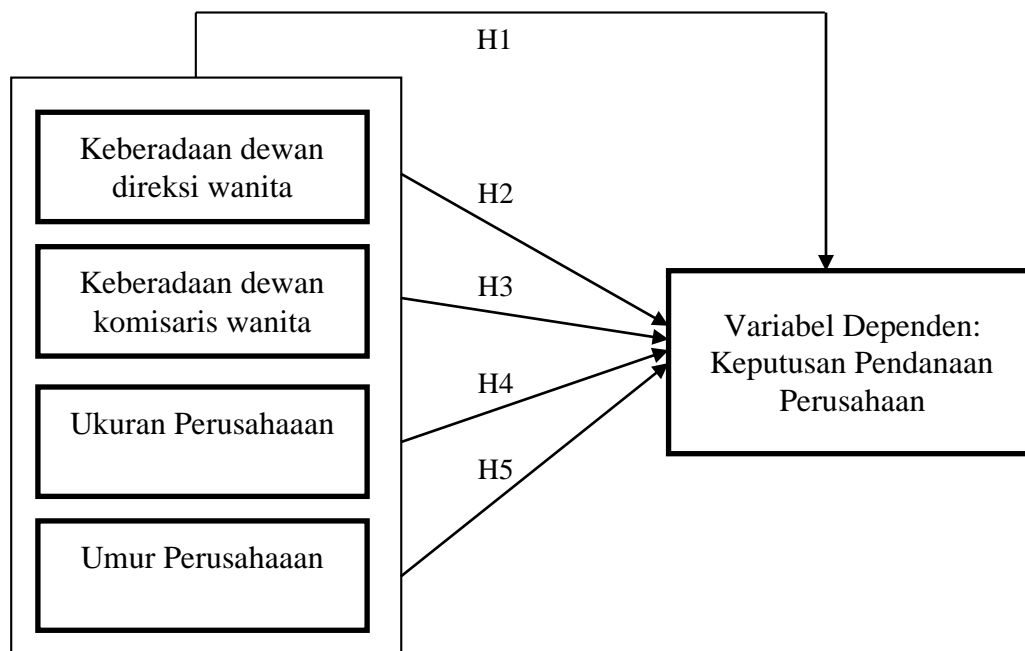 H1
Keberadaan dewan
direksi wanita
H2
Keberadaan dewan
komisaris wanita
H3
Variabel Dependen:
Keputusan Pendanaan
Perusahaan
Ukuran Perusahaaan
H4
H5
Umur Perusahaaan